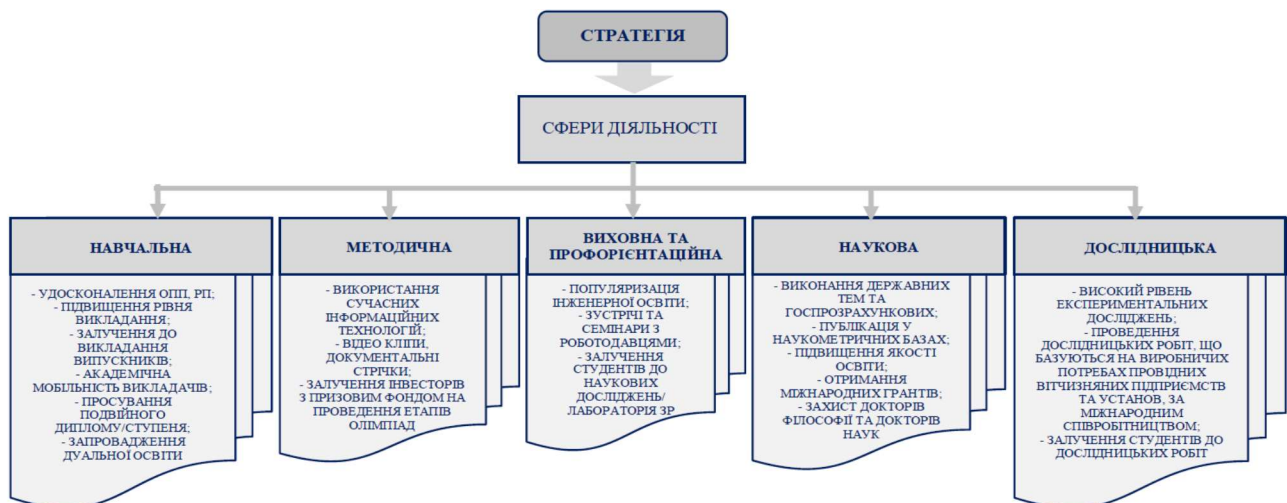 СТРАТЕГІЯ
СФЕРИ ДІЯЛЬНОСТІ
НАВЧАЛЬНА
- УДОСКОНАЛЕННЯ ОПП, РП;
- ПІДВИЩЕННЯ РІВНЯ
ВИКЛАДАННЯ;
- ЗАЛУЧЕННЯ ДО
ВИКЛАДАННЯ
ВИПУСКНИКІВ;
- АКАДЕМІЧНА
МОБІЛЬНІСТЬ ВИКЛАДАЧІВ;
- ПРОСУВАННЯ
ПОДВІЙНОГО
ДИПЛОМУ/СТУПЕНЯ;
- ЗАПРОВАДЖЕННЯ
ДУАЛЬНОЇ ОСВІТИ
МЕТОДИЧНА
- ВИКОРИСТАННЯ
СУЧАСНИХ
ІНФОРМАЦІЙНИХ
ТЕХНОЛОГІЙ;
- ВІДЕО КЛІПИ,
ДОКУМЕНТАЛЬНІ
СТРІЧКИ;
- ЗАЛУЧЕННЯ ІНВЕСТОРІВ
З ПРИЗОВИМ ФОНДОМ НА
ПРОВЕДЕННЯ ЕТАПІВ
ОЛІМПІАД
ВИХОВНА ТА
ПРОФОРІЄНТАЦІЙНА
- ПОПУЛЯРИЗАЦІЯ
ІНЖЕНЕРНОЇ ОСВІТИ;
- ЗУСТРІЧІ ТА
СЕМІНАРИ З
РОБОТОДАВЦЯМИ;
- ЗАЛУЧЕННЯ
СТУДЕНТІВ ДО
НАУКОВИХ
ДОСЛІДЖЕНЬ/
ЛАБОРАТОРІЯ ЗР
НАУКОВА
- ВИКОНАННЯ ДЕРЖАВНИХ
ТЕМ ТА
ГОСПРОЗРАХУНКОВИХ;
- ПУБЛІКАЦІЯ У
НАУКОМЕТРИЧНИХ БАЗАХ;
- ПІДВИЩЕННЯ ЯКОСТІ
ОСВІТИ;
- ОТРИМАННЯ
МІЖНАРОДНИХ ГРАНТІВ;
- ЗАХИСТ ДОКТОРІВ
ФІЛОСОФІЇ ТА ДОКТОРІВ
НАУК
ДОСЛІДНИЦЬКА
- ВИСОКИЙ РІВЕНЬ
ЕКСПЕРИМЕНТАЛЬНИХ
ДОСЛІДЖЕНЬ;
- ПРОВЕДЕННЯ
ДОСЛІДНИЦЬКИХ РОБІТ, ЩО
БАЗУЮТЬСЯ НА ВИРОБНИЧИХ
ПОТРЕБАХ ПРОВІДНИХ
ВІТЧИЗНЯНИХ ПІДПРИЄМСТВ
ТА УСТАНОВ, ЗА
МІЖНАРОДНИМ
СПІВРОБІТНИЦТВОМ;
- ЗАЛУЧЕННЯ СТУДЕНТІВ ДО
ДОСЛІДНИЦЬКИХ РОБІТ